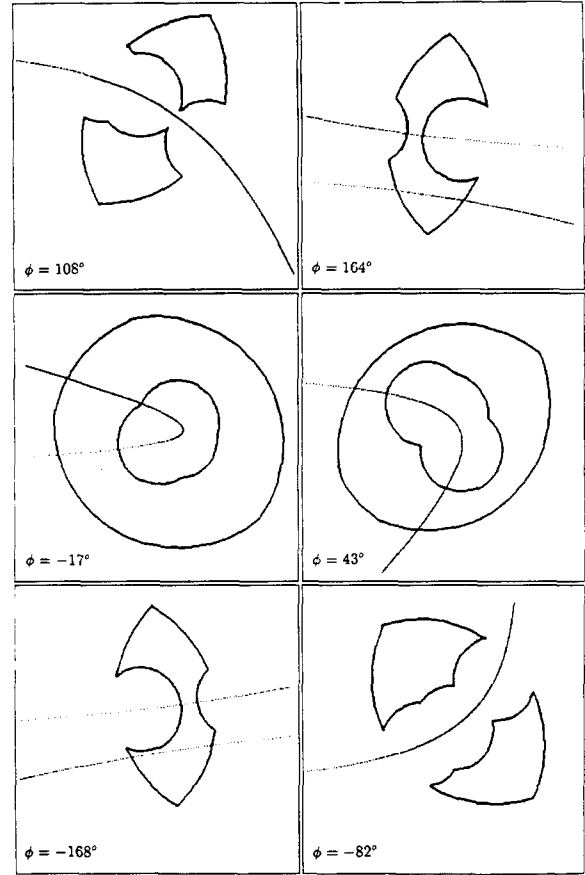 ϕ = 108°
ϕ = 164°
ϕ = −17°
ϕ = 43°
ϕ = −168°
ϕ = −82°